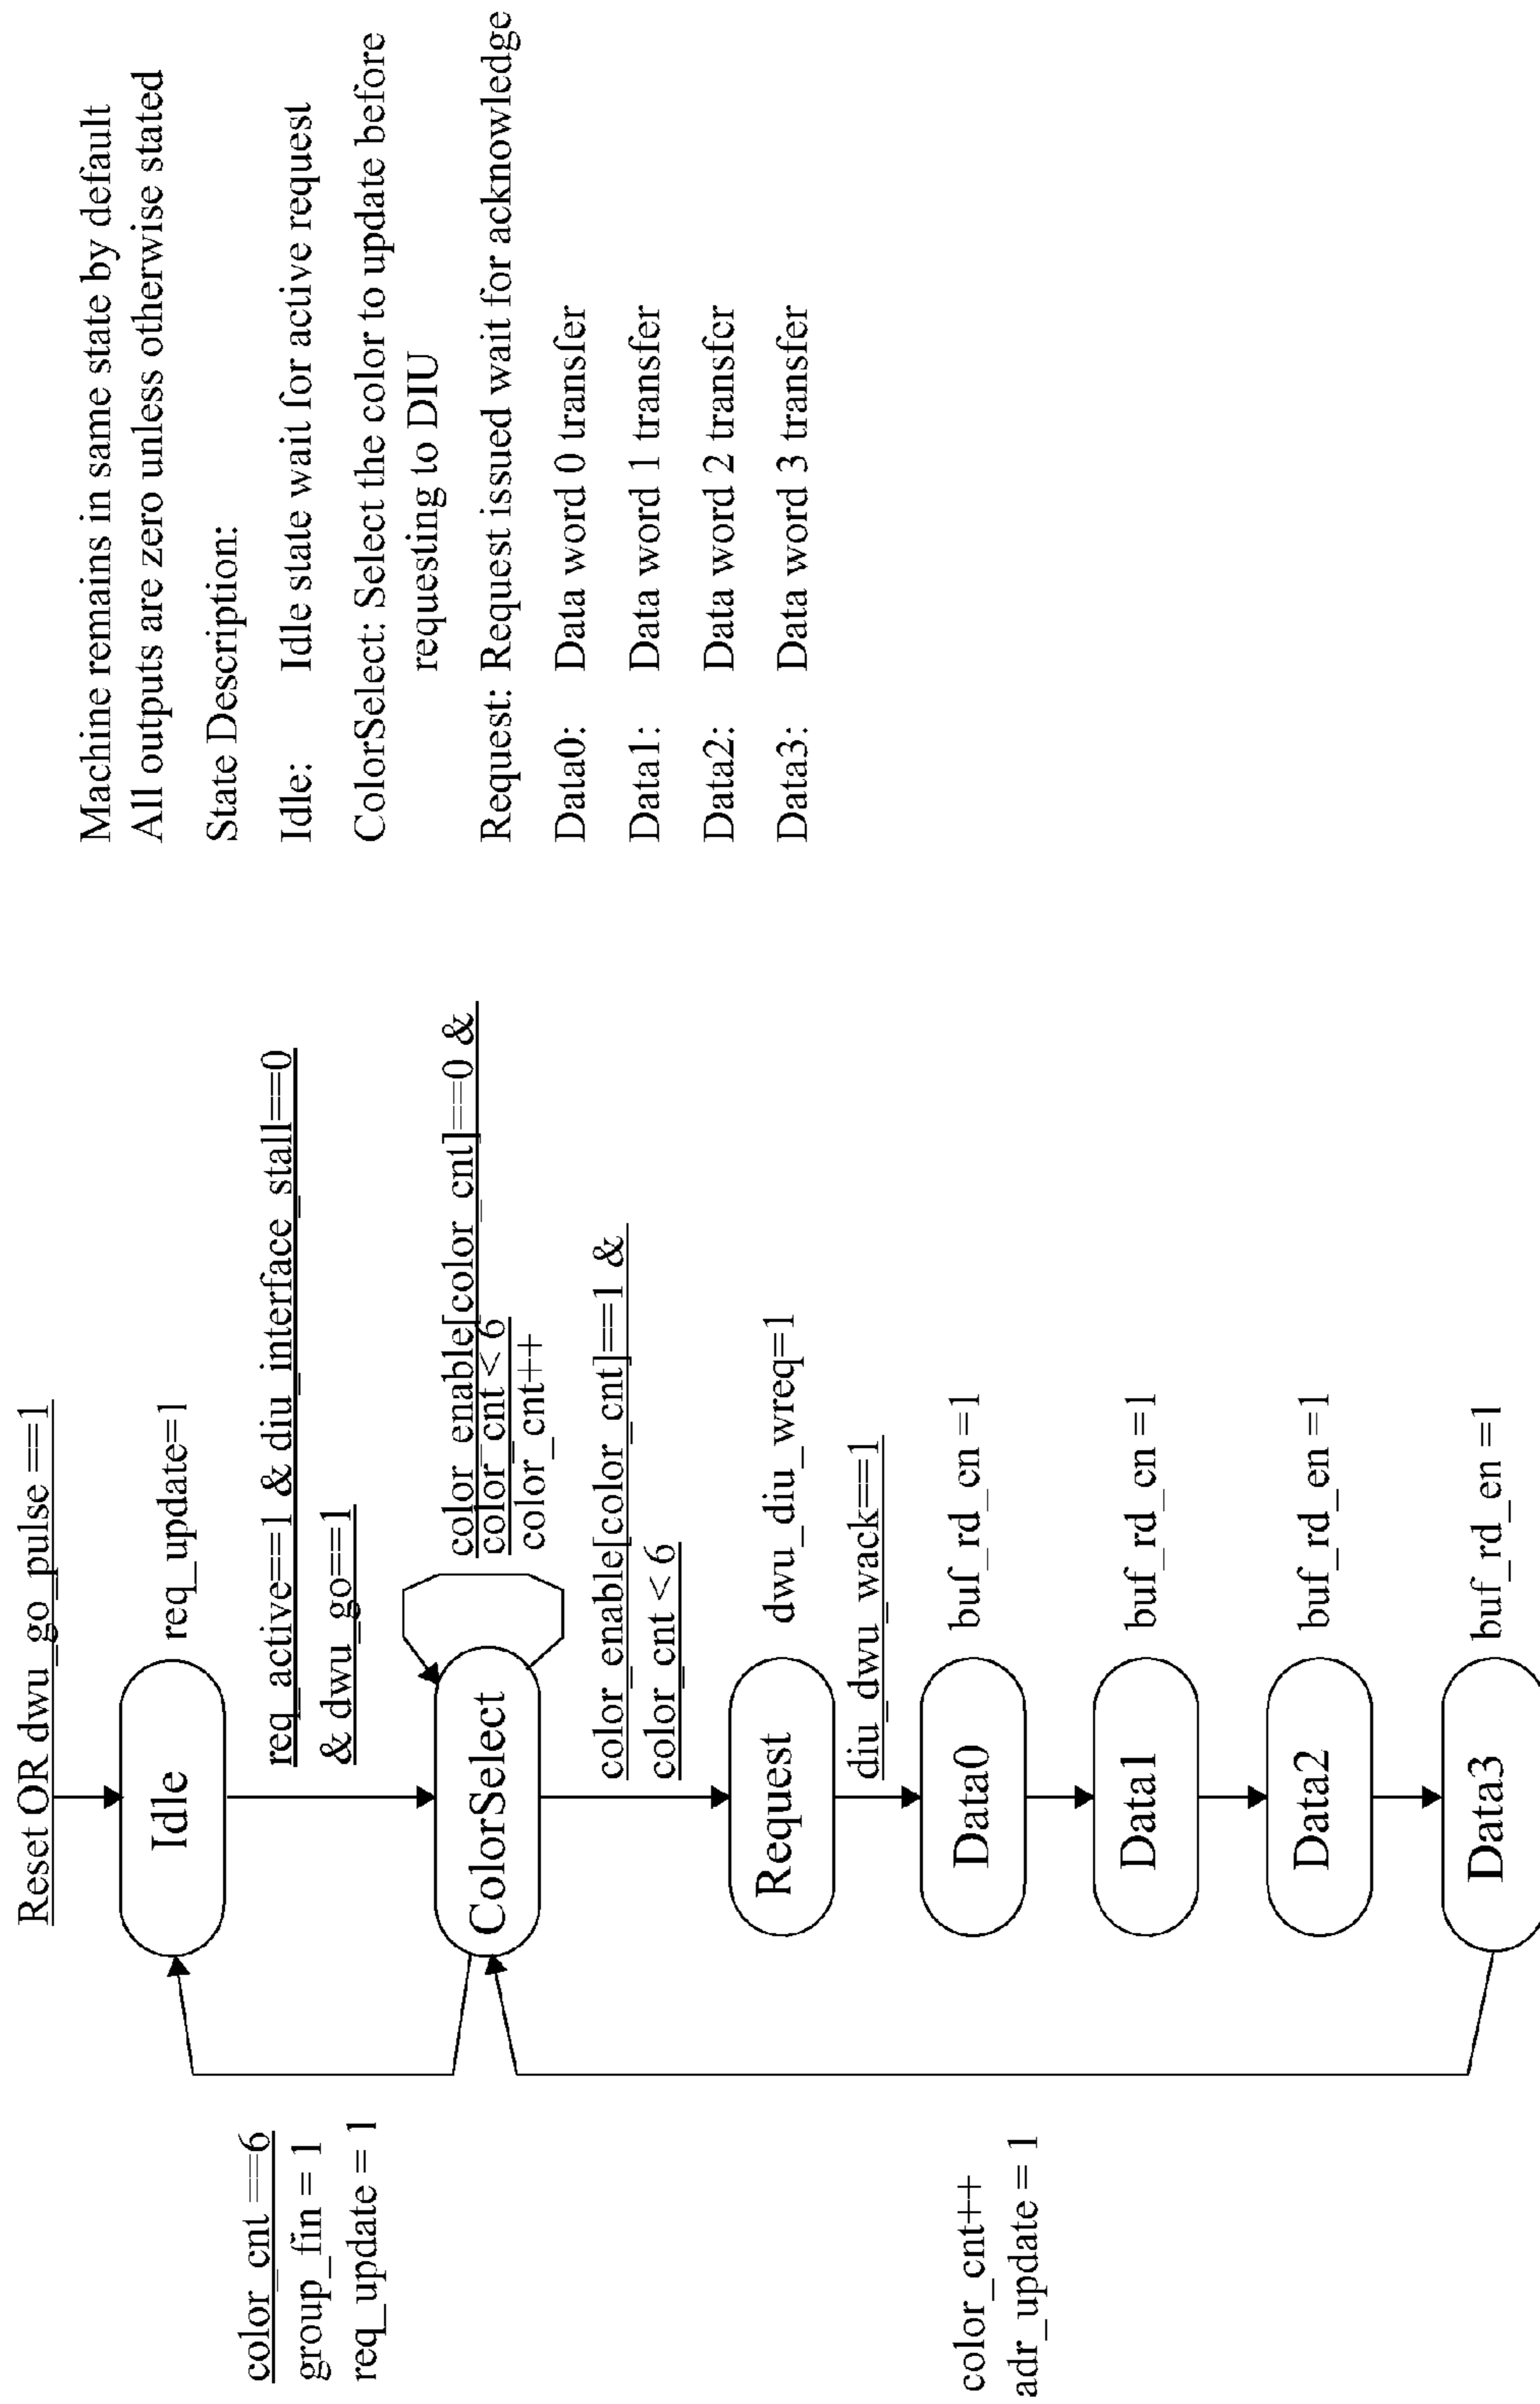 Reset OR dwu_go_pulse ==1
Idle
req_update=1
req_active==1 & diu_interface_stall==0
& dwu_go==1
color_cnt ==6
group_fin = 1
req_update = 1
ColorSelect
color_enable[color_cnt]==0 &
color_cnt < 6
color_cnt++
color_enable[color_cnt]==1 &
color_cnt < 6
Request
dwu_diu_wreq=1
diu_dwu_wack==1
Data0
buf_rd_en =1
color_cnt++
adr_update = 1
Data1
buf_rd_en =1
Data2
buf_rd_en =1
Data3
buf_rd_en =1
Machine remains in same state by default
All outputs are zero unless otherwise stated
State Description:
Idle: Idle state wait for active request
ColorSelect: Select the color to update before
requesting to DIU
Request: Request issued wait for acknowledge
Data0: Data word 0 transfer
Data1: Data word 1 transfer
Data2: Data word 2 transfer
Data3: Data word 3 transfer